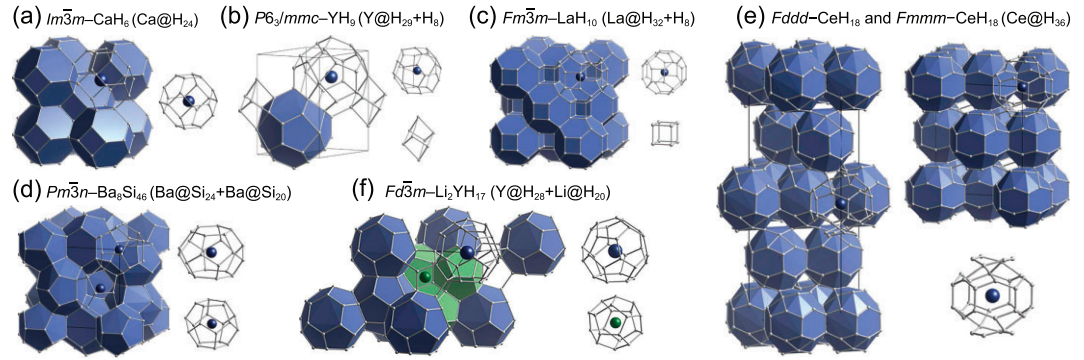 (a) Im3̅m−CaH₆ (Ca@H₂₄)
(b) P6₃/mmc−YH₉ (Y@H₂₉+H₈)
(c) Fm3̅m−LaH₁₀ (La@H₃₂+H₈)
(e) Fddd−CeH₁₈ and Fmmm−CeH₁₈ (Ce@H₃₆)
(d) Pm3̅n−Ba₈Si₄₆ (Ba@Si₂₄+Ba@Si₂₀)
(f) Fd3̅m−Li₂YH₁₇ (Y@H₂₈+Li@H₂₀)